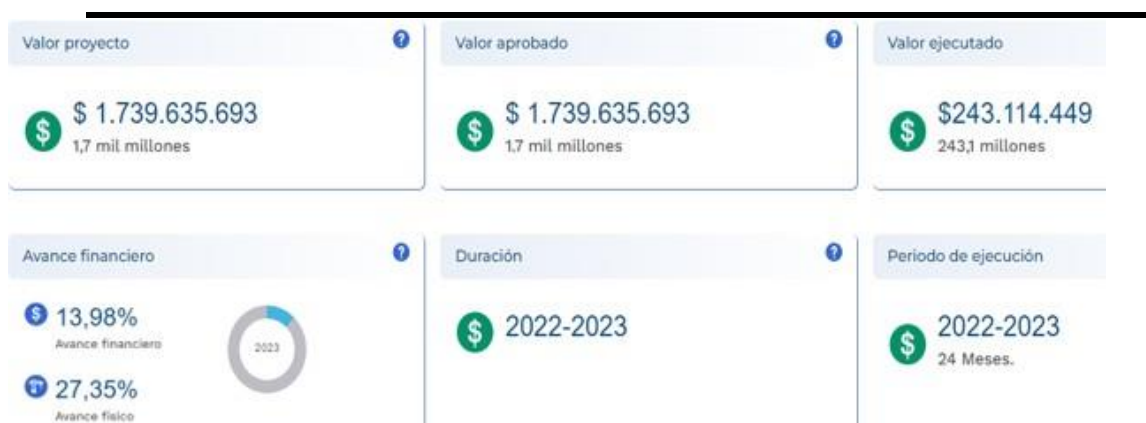 Valor proyecto
$ 1.739.635.693
1,7 mil millones
Valor aprobado
$ 1.739.635.693
1.7 mil millones
Valor ejecutado
$243.114.449
243,1 millones
Avance financiero
13,98%
Avance financiero
2023
27,35%
Avance físico
Duración
2022-2023
Periodo de ejecución
2022-2023
24 Meses.